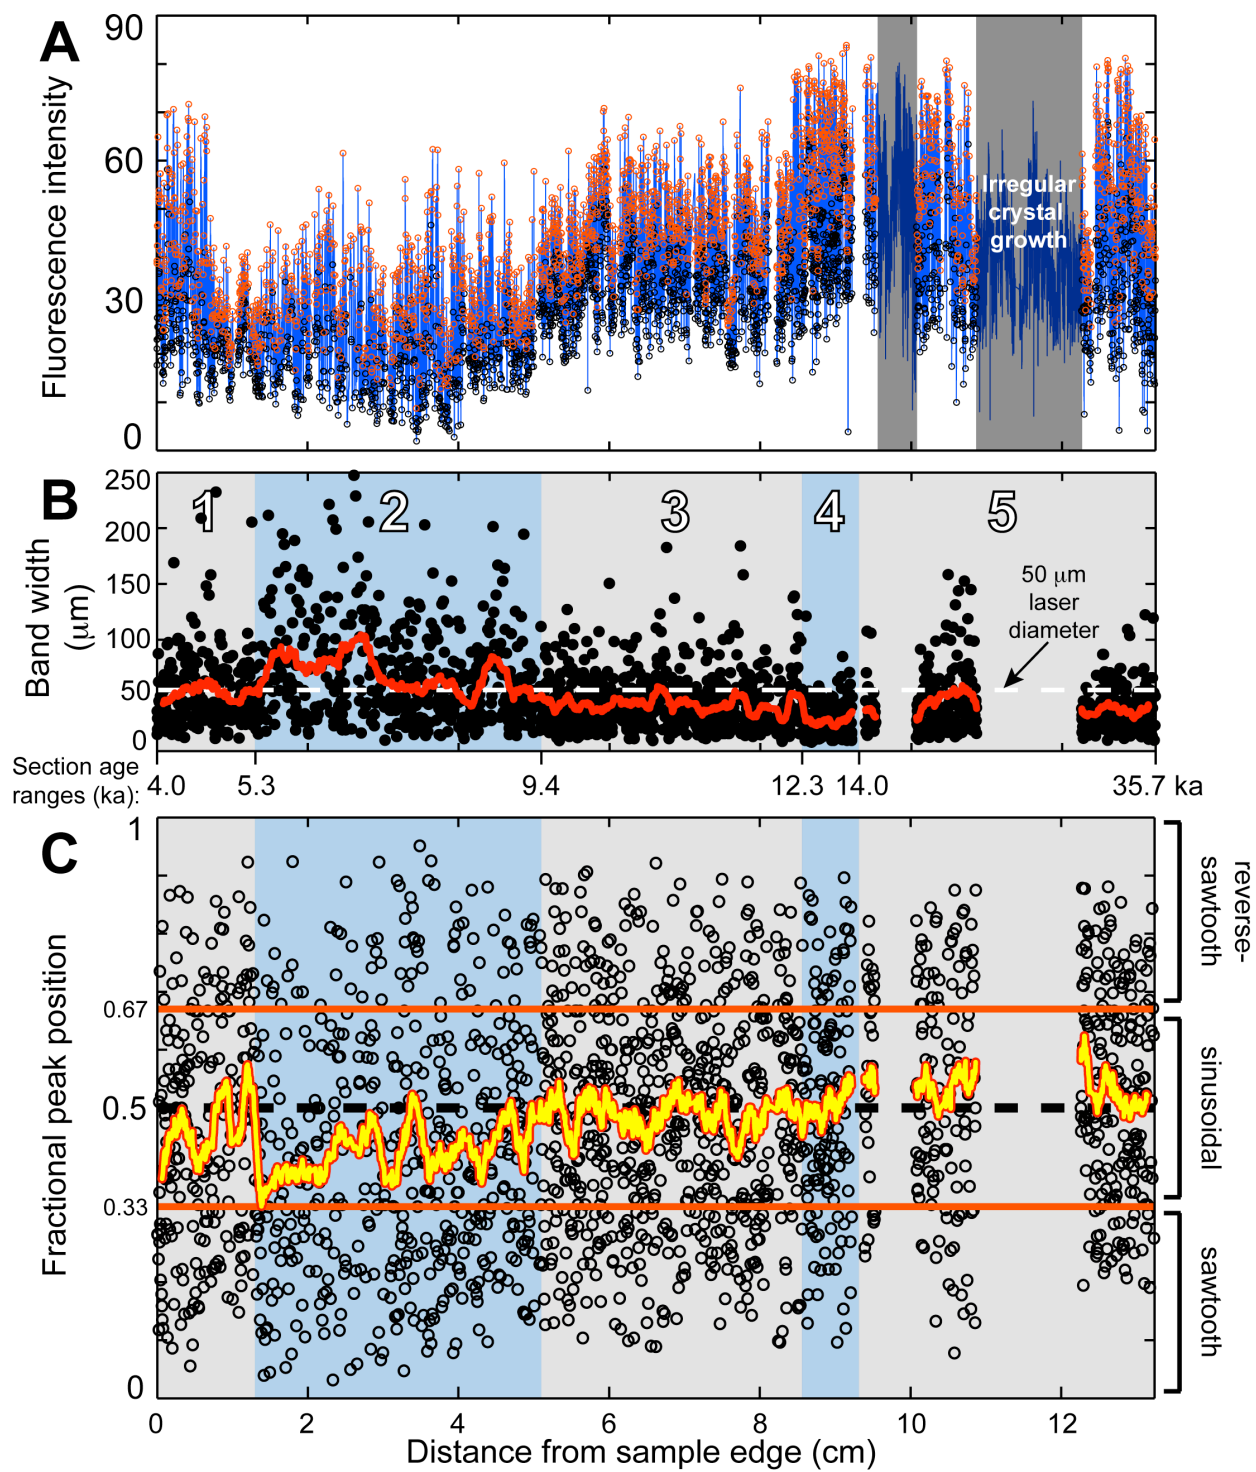 A
Fluorescence intensity
90
60
30
0
Irregular
crystal
growth
B
Band width
(μm)
250
200
150
100
50
0
1
2
3
4
5
50 μm
laser
diameter
Section age
ranges (ka):
4.0
5.3
9.4
12.3
14.0
35.7 ka
C
Fractional peak position
1
0.67
0.5
0.33
0
reverse-
sawtooth
sinusoidal
sawtooth
0
2
4
6
8
10
12
Distance from sample edge (cm)